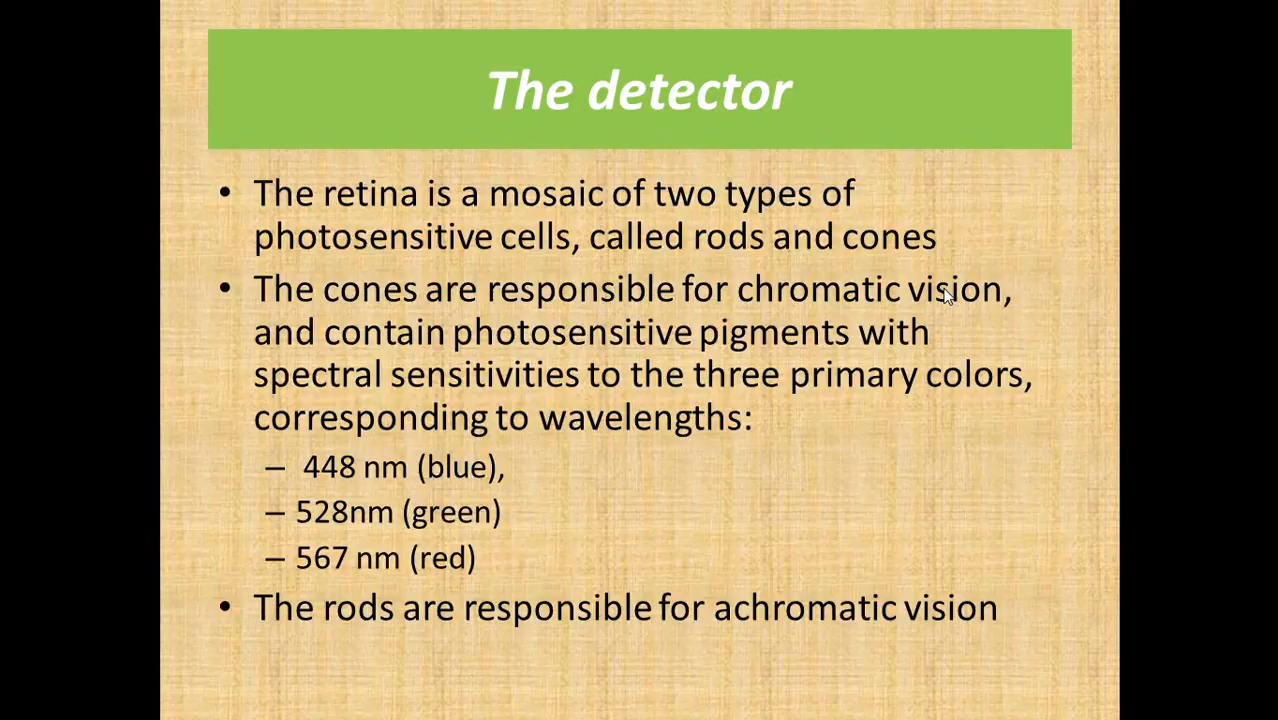 The detector
• The retina is a mosaic of two types of
photosensitive cells, called rods and cones
• The cones are responsible for chromatic vision,
and contain photosensitive pigments with
spectral sensitivities to the three primary colors,
corresponding to wavelengths:
– 448 nm (blue),
– 528nm (green)
– 567 nm (red)
• The rods are responsible for achromatic vision